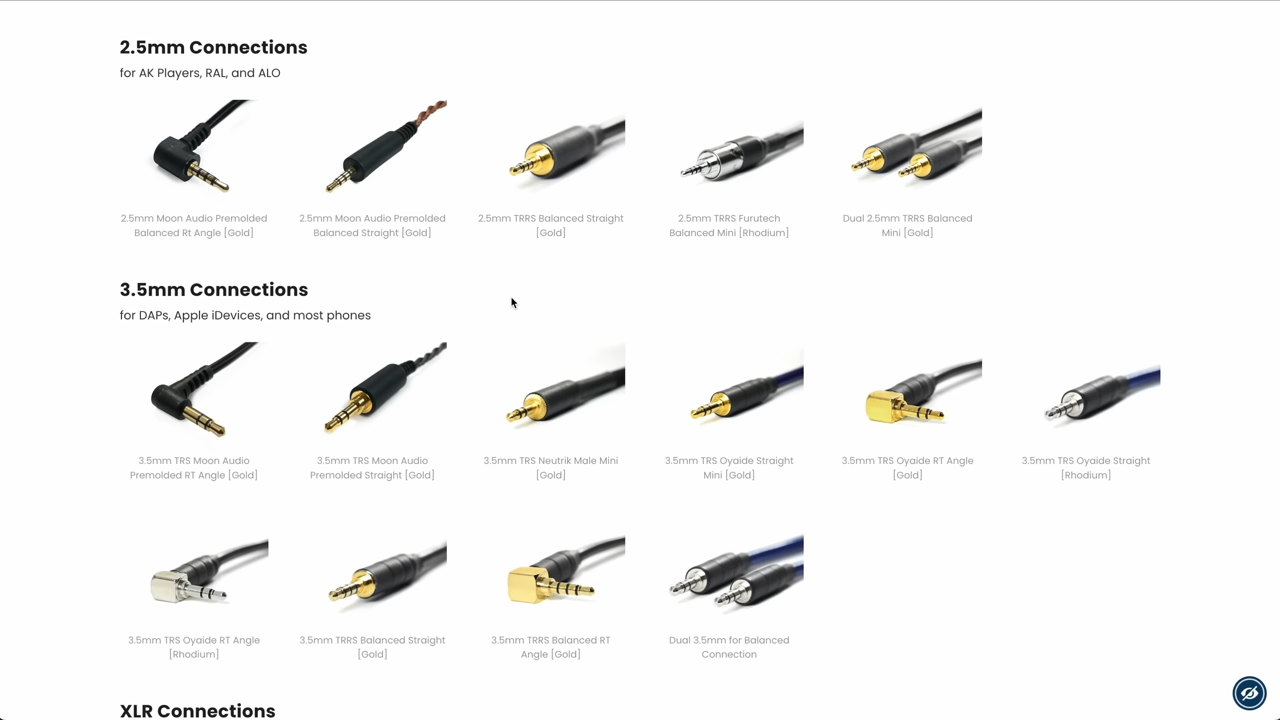 2.5mm Connections
for AK Players, RAL, and ALO
2.5mm Moon Audio Premolded
Balanced Rt Angle [Gold]
2.5mm Moon Audio Premolded
Balanced Straight [Gold]
2.5mm TRRS Balanced Straight
[Gold]
2.5mm TRRS Furutech
Balanced Mini [Rhodium]
Dual 2.5mm TRRS Balanced
Mini [Gold]
3.5mm Connections
for DAPs, Apple iDevices, and most phones
3.5mm TRS Moon Audio
Premolded RT Angle [Gold]
3.5mm TRS Moon Audio
Premolded Straight [Gold]
3.5mm TRS Neutrik Male Mini
[Gold]
3.5mm TRS Oyaide Straight
Mini [Gold]
3.5mm TRS Oyaide RT Angle
[Gold]
3.5mm TRS Oyaide Straight
[Rhodium]
3.5mm TRS Oyaide RT Angle
[Rhodium]
3.5mm TRRS Balanced Straight
[Gold]
3.5mm TRRS Balanced RT
Angle [Gold]
Dual 3.5mm for Balanced
Connection
XLR Connections